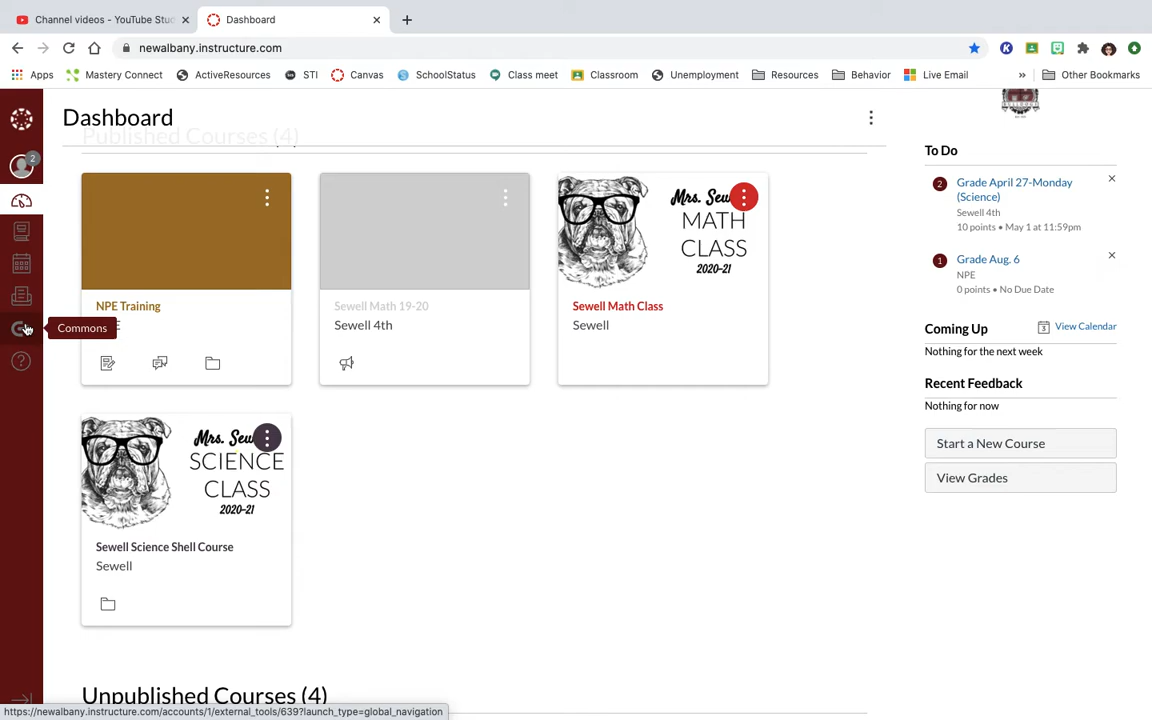 Channel videos - YouTube Stud
Dashboard
newalbany.instructure.com
Apps
Mastery Connect
ActiveResources
STI
Canvas
SchoolStatus
Class meet
Classroom
Unemployment
Resources
Behavior
Live Email
»
Other Bookmarks
2
Dashboard
Published Courses (4)
NPE Training
Sewell Math 19-20
Sewell 4th
Mrs. Sew
MATH
CLASS
2020-21
Sewell Math Class
Sewell
Commons
Mrs. Sew
SCIENCE
CLASS
2020-21
Sewell Science Shell Course
Sewell
Unpublished Courses (4)
To Do
2
Grade April 27-Monday
(Science)
Sewell 4th
10 points • May 1 at 11:59pm
1
Grade Aug. 6
NPE
0 points • No Due Date
Coming Up
View Calendar
Nothing for the next week
Recent Feedback
Nothing for now
Start a New Course
View Grades
https://newalbany.instructure.com/accounts/1/external_tools/639?launch_type=global_navigation